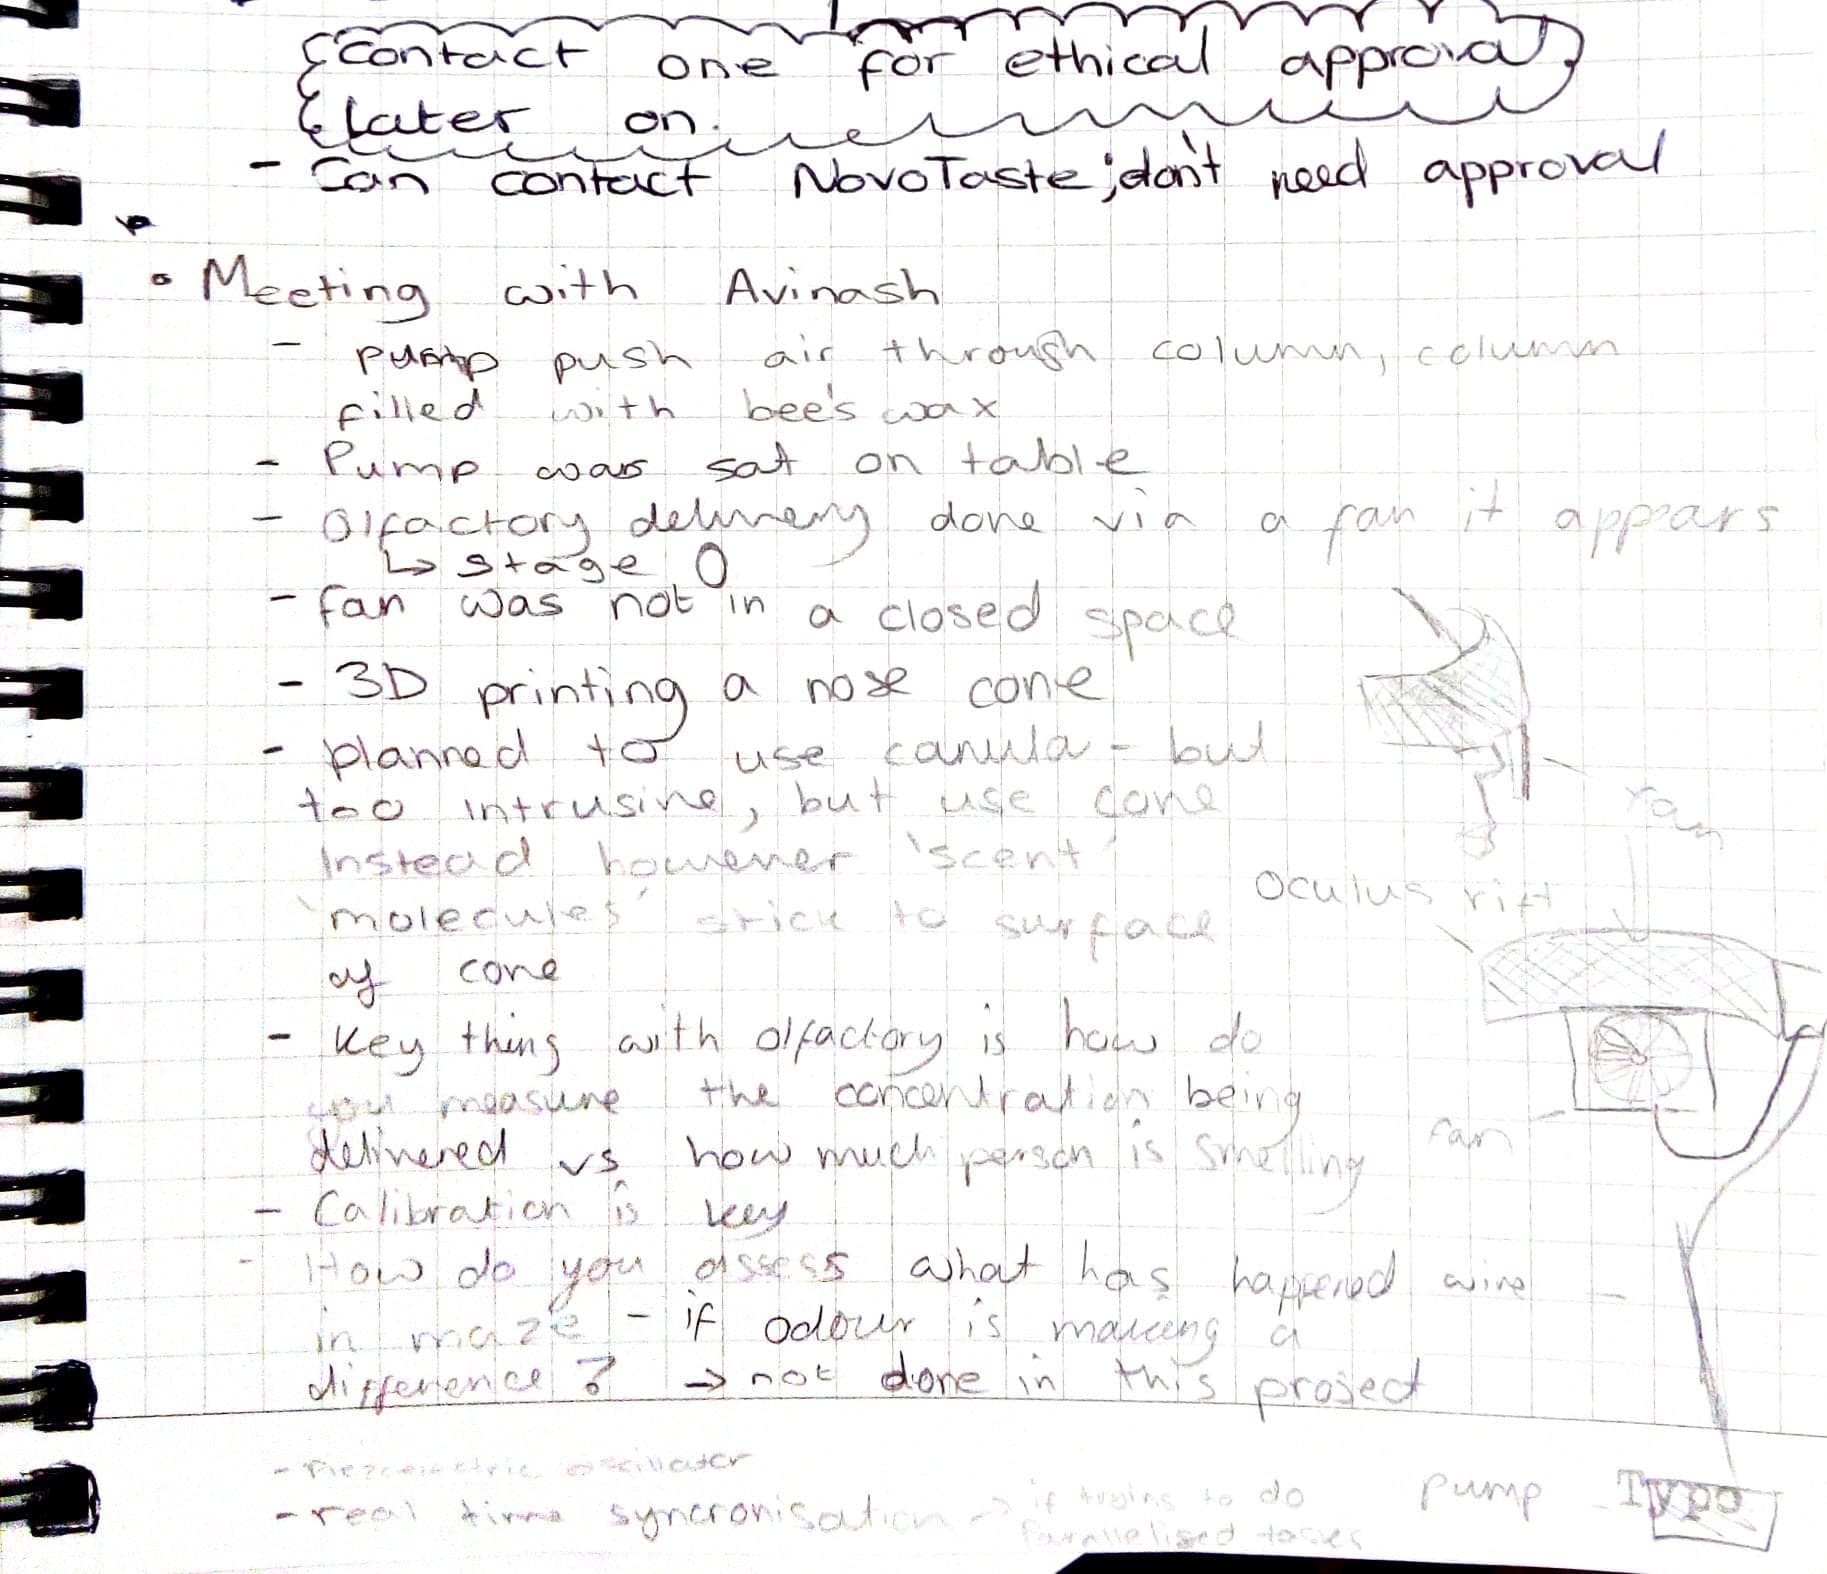 contact one for ethical approval
later on.
- Can contact NovoTaste; don't need approval
• Meeting with Avinash
- pump push air through column, column
filled with bee's wax
- Pump was sat on table
- Olfactory delivery done via a fan it appears
↳ stage 0
- fan was not in a closed space
- 3D printing a nose cone
- planned to use canula - but
too intrusive, but use cone
Instead however 'scent'
'molecules' stick to surface
of cone
fan
Oculus rift
- Key thing with olfactory is how do
you measure the concentration being
delivered vs how much person is smelling
fan
- Calibration is key
- How do you assess what has happened
wire
in maze - if odour is making a
difference? → not done in this project
- Piezoelectric oscillator
- real time syncronisation → if trying to do
parallelised tasks
pump
Typo